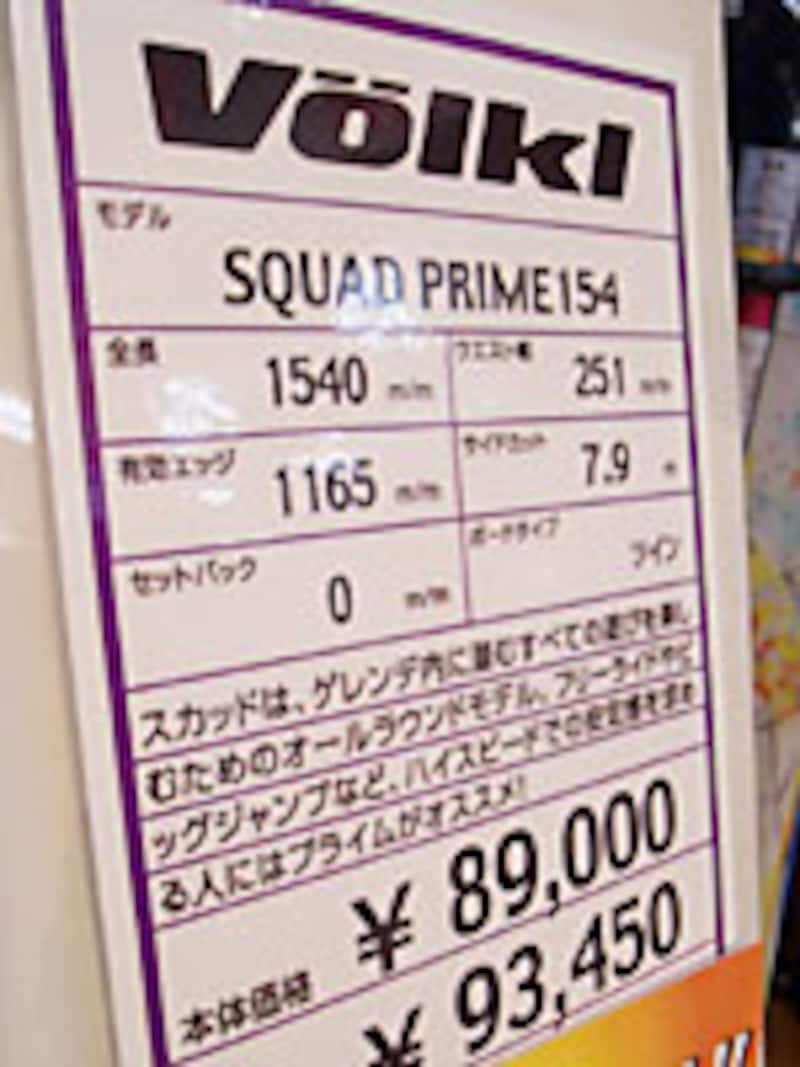 Völkl
モデル
SQUAD PRIME154
全長 1540 m/m ウエスト幅 251 m/m
有効エッジ 1165 m/m サイドカット 7.9 m
セットバック 0 m/m ボードタイプ ツイン
スカッドは、ゲレンデ内に潜むすべての遊びを楽し
むためのオールラウンドモデル。フリーライドやビ
ッグジャンプなど、ハイスピードでの安定感を求め
る人にはプライムがオススメ!
本体価格 ¥ 89,000
¥ 93,450